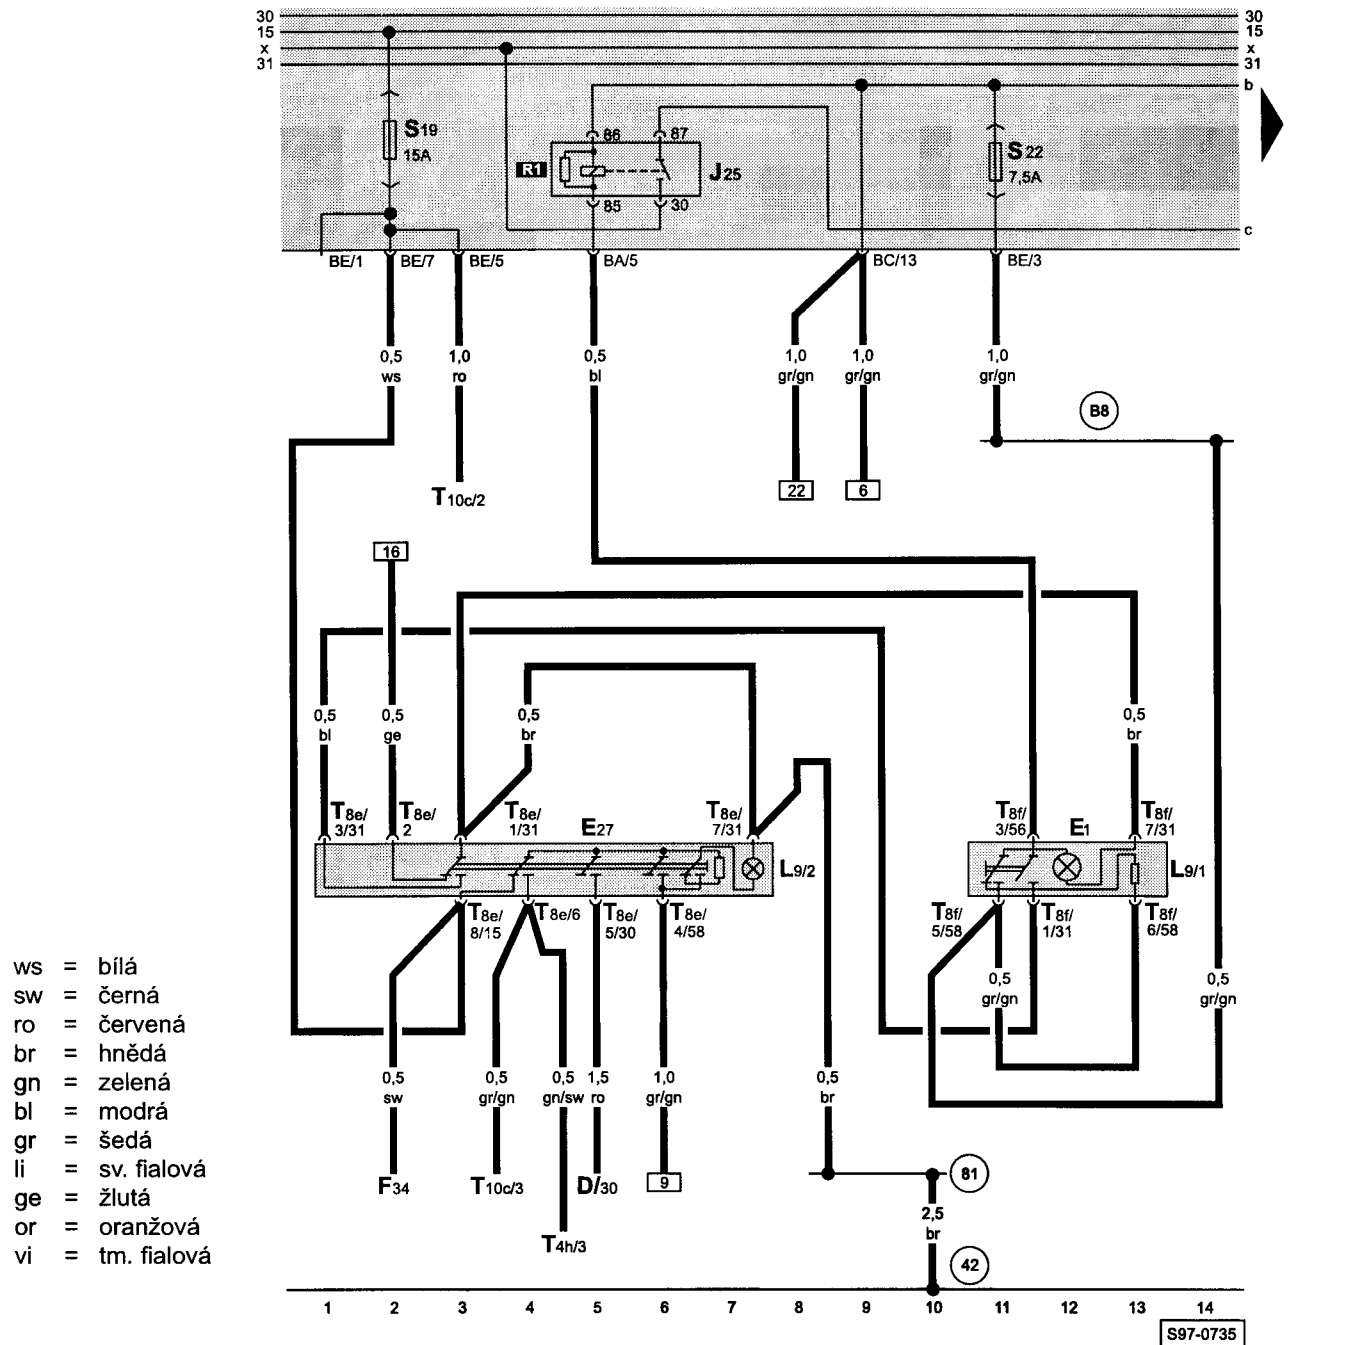 30 30
15 15
x x
31 31
b
S19
15A
86 87
R1 J25
85 30
S22
7,5A
c
BE/1 BE/7 BE/5 BA/5 BC/13 BE/3
0,5 1,0 0,5 1,0 1,0 1,0
ws ro bl gr/gn gr/gn gr/gn
B8
T10c/2 22 6
16
0,5 0,5 0,5 0,5
bl ge br br
T8e/ T8e/ T8e/ T8e/ T8f/ T8f/
3/31 2 1/31 E27 7/31 3/56 E1 7/31
L9/2 L9/1
T8e/ T8e/6 T8e/ T8e/ T8f/ T8f/ T8f/
8/15 5/30 4/58 5/58 1/31 6/58
0,5 0,5
gr/gn gr/gn
ws = bílá
sw = černá
ro = červená
br = hnědá
gn = zelená
bl = modrá
gr = šedá
li = sv. fialová
ge = žlutá
or = oranžová
vi = tm. fialová
0,5 0,5 0,5 1,5 1,0 0,5
sw gr/gn gn/sw ro gr/gn br
F34 T10c/3 D/30 9 81
T4h/3
2,5
br
42
1 2 3 4 5 6 7 8 9 10 11 12 13 14
S97-0735